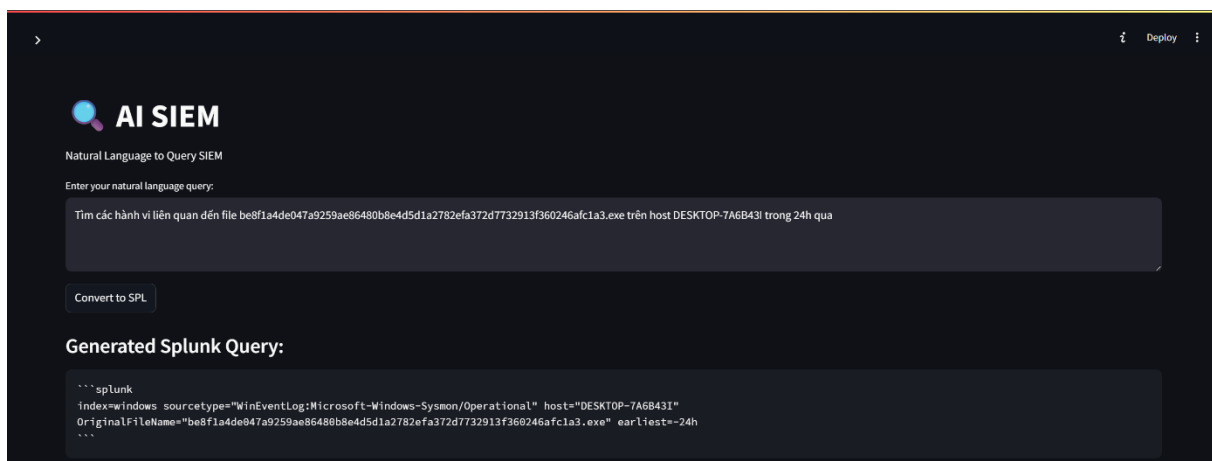 Deploy
AI SIEM
Natural Language to Query SIEM
Enter your natural language query:
Tìm các hành vi liên quan đến file be8f1a4de047a9259ae86480b8e4d5d1a2782efa372d7732913f360246afc1a3.exe trên host DESKTOP-7A6B43I trong 24h qua
Convert to SPL
Generated Splunk Query:
```splunk
index=windows sourcetype="WinEventLog:Microsoft-Windows-Sysmon/Operational" host="DESKTOP-7A6B43I"
OriginalFileName="be8f1a4de047a9259ae86480b8e4d5d1a2782efa372d7732913f360246afc1a3.exe" earliest=-24h
```